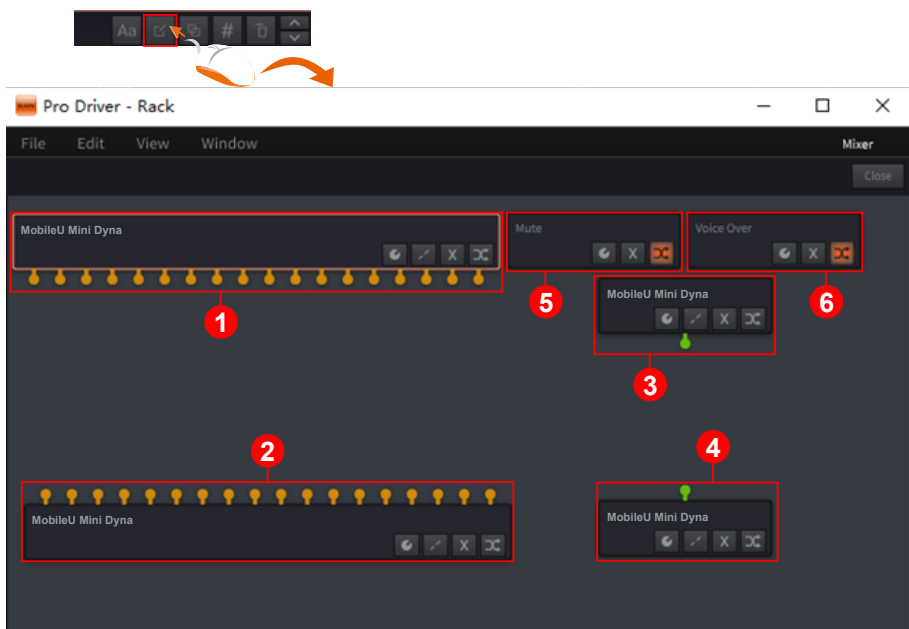 Aa #
Pro Driver - Rack
File Edit View Window Mixer
Close
MobileU Mini Dyna
X
Mute
X
Voice Over
X
1
5
6
MobileU Mini Dyna
X
3
2
4
MobileU Mini Dyna
X
MobileU Mini Dyna
X